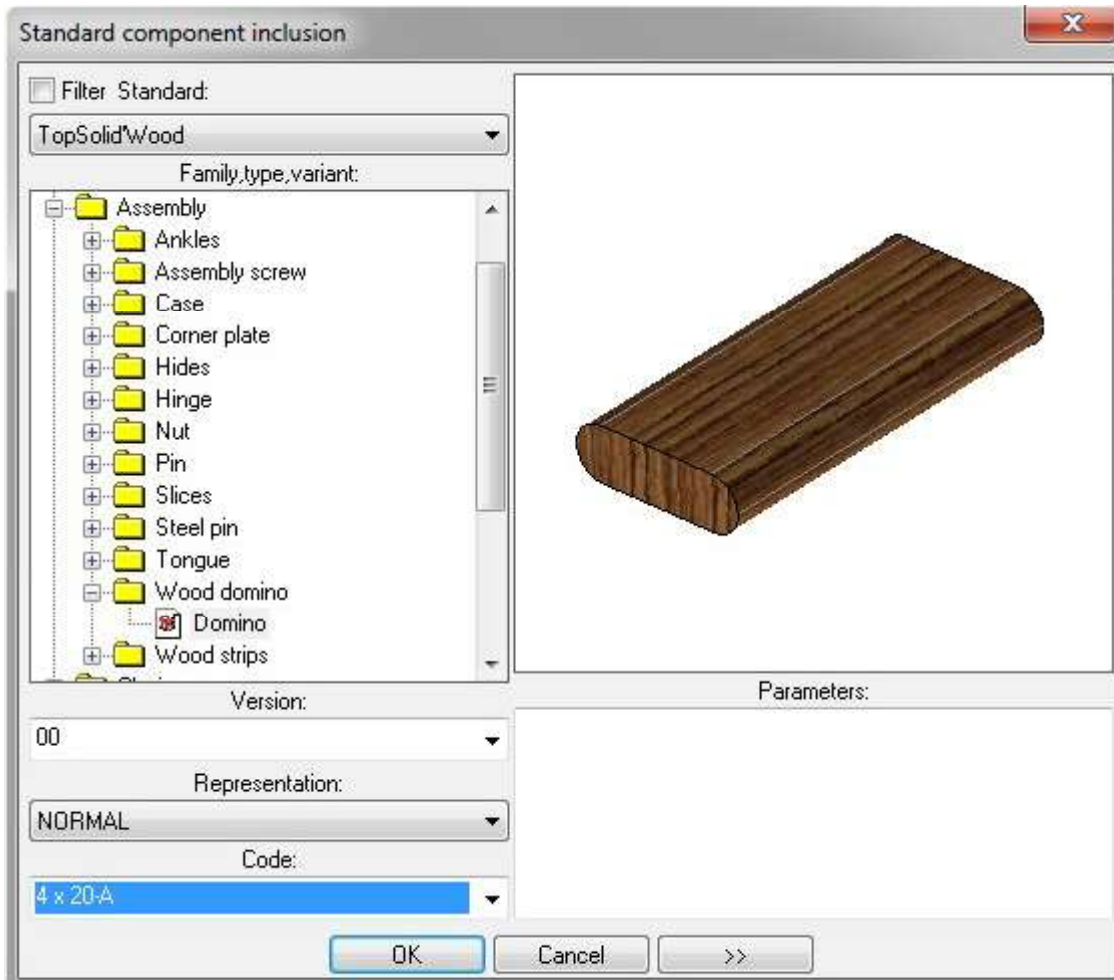 Standard component inclusion
Filter Standard:
TopSolid'Wood
Family,type,variant:
Assembly
Ankles
Assembly screw
Case
Corner plate
Hides
Hinge
Nut
Pin
Slices
Steel pin
Tongue
Wood domino
Domino
Wood strips
Version:
00
Representation:
NORMAL
Code:
4 x 20-A
Parameters:
OK
Cancel
>>